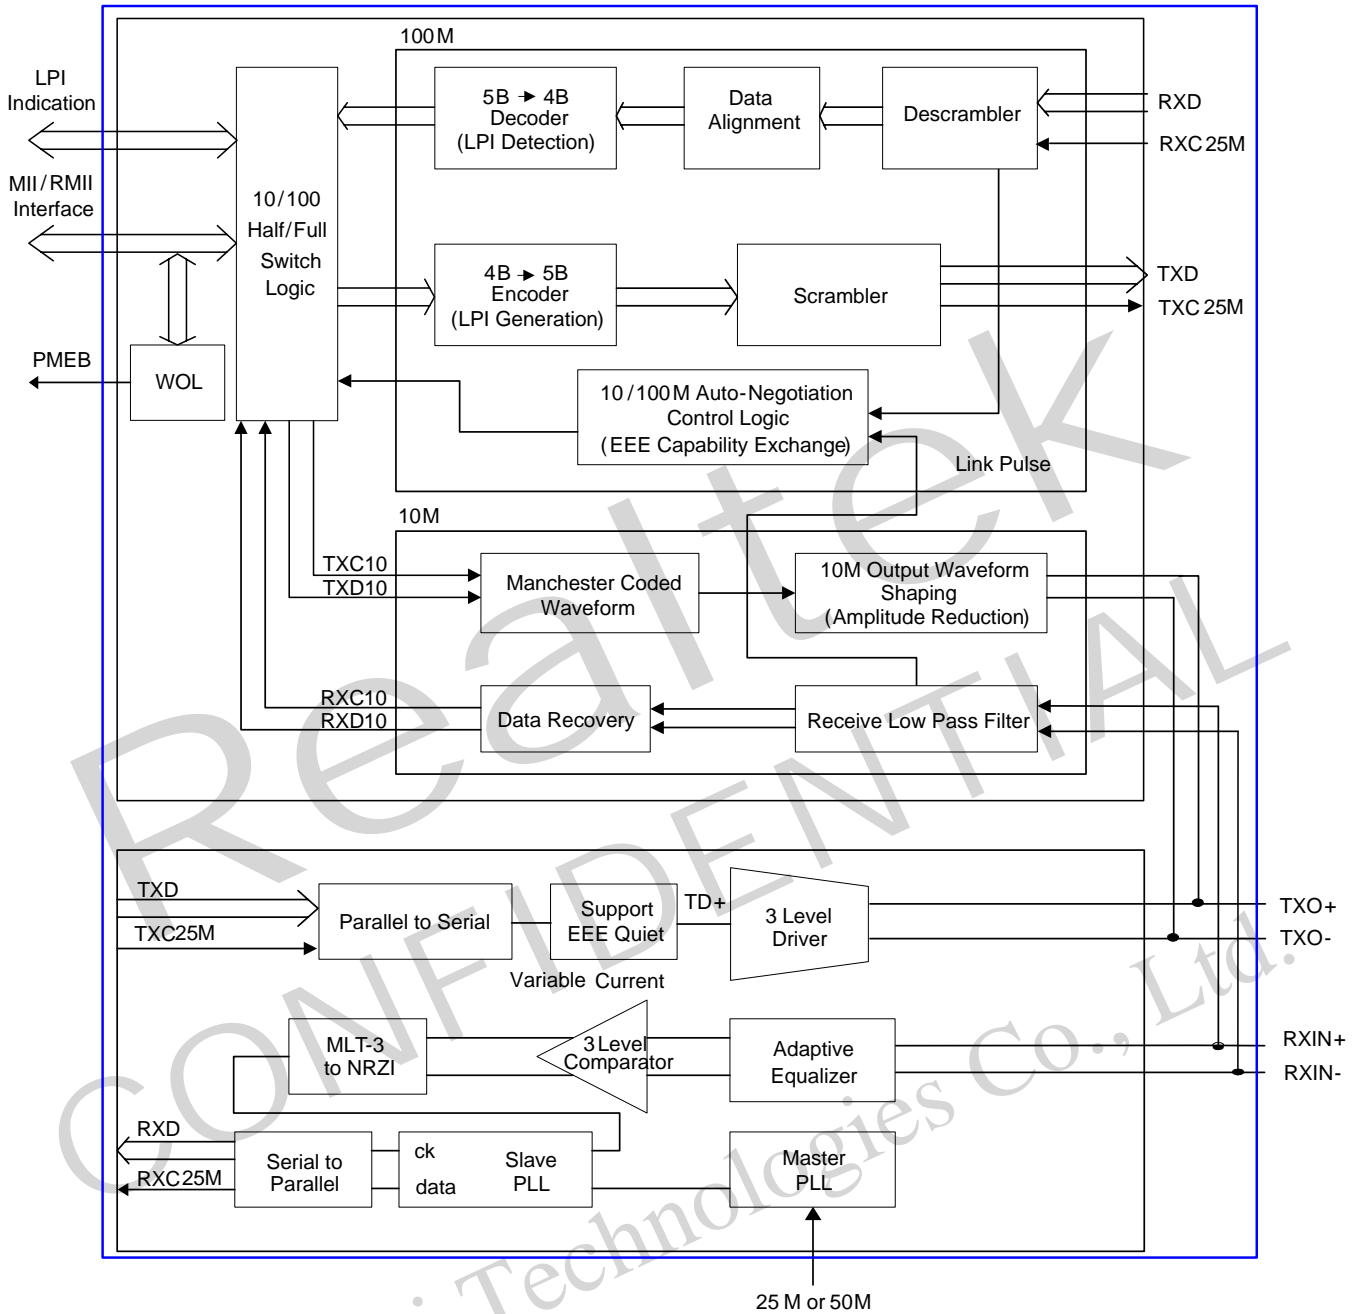 100M
LPI
Indication
5B → 4B
Decoder
(LPI Detection)
Data
Alignment
Descrambler
RXD
RXC 25M
MII/RMII
Interface
10/100
Half/Full
Switch
Logic
4B → 5B
Encoder
(LPI Generation)
Scrambler
TXD
TXC 25M
PMEB
WOL
10/100M Auto-Negotiation
Control Logic
(EEE Capability Exchange)
Link Pulse
10M
TXC10
TXD10
Manchester Coded
Waveform
10M Output Waveform
Shaping
(Amplitude Reduction)
RXC10
RXD10
Data Recovery
Receive Low Pass Filter
TXD
TXC25M
Parallel to Serial
Support
EEE Quiet
TD+
3 Level
Driver
TXO+
TXO-
Variable Current
MLT-3
to NRZI
3 Level
Comparator
Adaptive
Equalizer
RXIN+
RXIN-
RXD
RXC25M
Serial to
Parallel
ck
data
Slave
PLL
Master
PLL
25M or 50M
Realtek
CONFIDENTIAL
Technologies Co., Ltd.